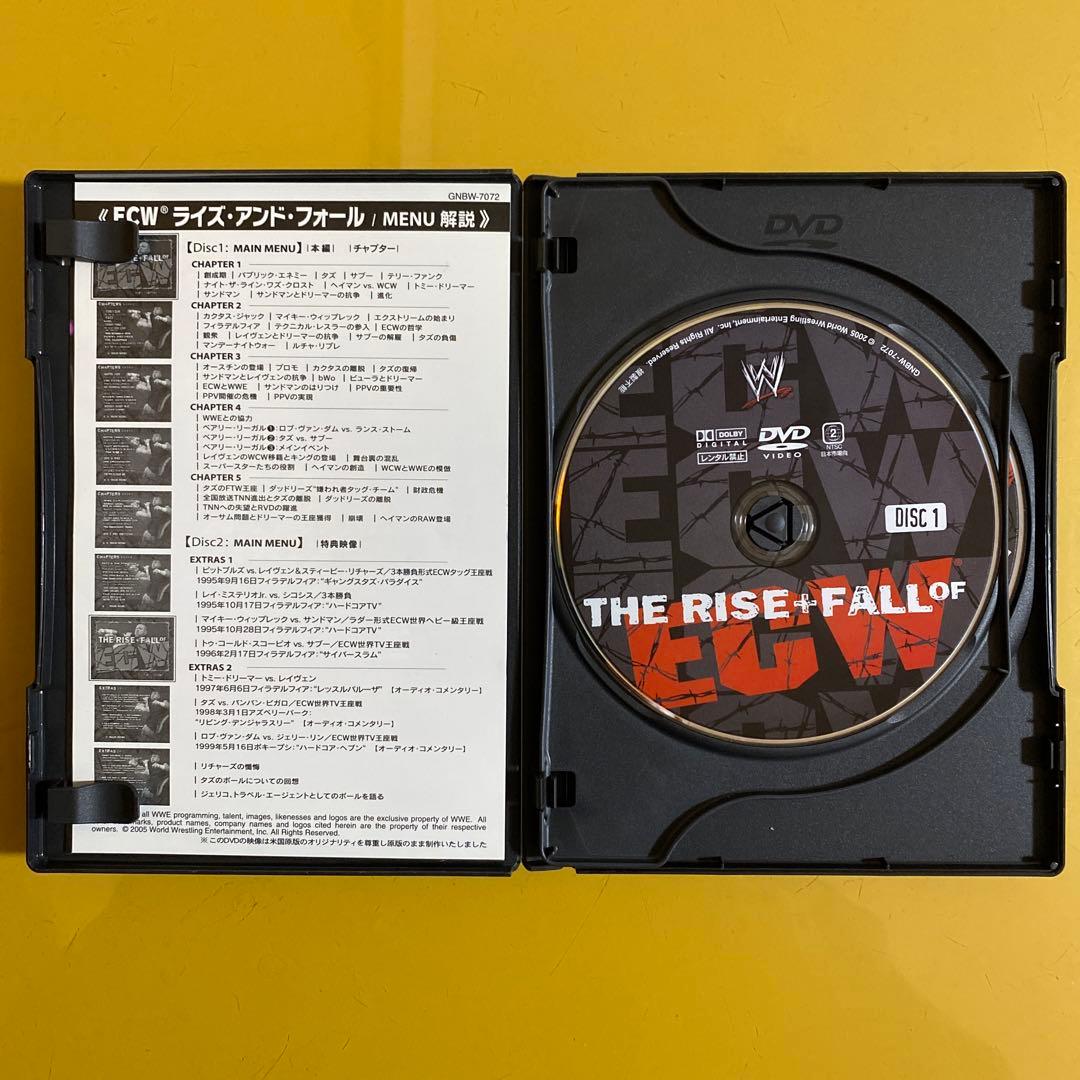 GNBW-7072
《 ECW® ライズ・アンド・フォール / MENU 解説 》
【Disc1: MAIN MENU】 |本編| |チャプター|
CHAPTER 1
| 創成期 | パブリック・エネミー | タズ | サブー | テリー・ファンク
| ナイト・ザ・ライン・ワズ・クロスト | ヘイマン vs. WCW | トミー・ドリーマー
| サンドマン | サンドマンとドリーマーの抗争 | 進化
CHAPTER 2
| カクタス・ジャック | マイキー・ウィップレック | エクストリームの始まり
| フィラデルフィア | テクニカル・レスラーの参入 | ECWの哲学
| 観衆 | レイヴェンとドリーマーの抗争 | サブーの解雇 | タズの負傷
| マンデーナイトウォー | ルチャ・リブレ
CHAPTER 3
| オースチンの登場 | プロモ | カクタスの離脱 | タズの復帰
| サンドマンとレイヴェンの抗争 | bWo | ビューラとドリーマー
| ECWとWWE | サンドマンのはりつけ | PPVの重要性
| PPV開催の危機 | PPVの実現
CHAPTER 4
| WWEとの協力
| ベアリー・リーガル❶：ロブ・ヴァン・ダム vs. ランス・ストーム
| ベアリー・リーガル❷：タズ vs. サブー
| ベアリー・リーガル❸：メインイベント
| レイヴェンのWCW移籍とキングの登場 | 舞台裏の混乱
| スーパースターたちの役割 | ヘイマンの創造 | WCWとWWEの模倣
CHAPTER 5
| タズのFTW王座 | ダッドリーズ"嫌われ者タッグ・チーム" | 財政危機
| 全国放送TNN進出とタズの離脱 | ダッドリーズの離脱
| TNNへの失望とRVDの躍進
| オーサム問題とドリーマーの王座獲得 | 崩壊 | ヘイマンのRAW登場
【Disc2: MAIN MENU】 |特典映像|
EXTRAS 1
| ピットブルズ vs. レイヴェン&スティービー・リチャーズ/3本勝負形式ECWタッグ王座戦
1995年9月16日フィラデルフィア："ギャングスタズ・パラダイス"
| レイ・ミステリオJr. vs. シコシス/3本勝負
1995年10月17日フィラデルフィア："ハードコアTV"
| マイキー・ウィップレック vs. サンドマン/ラダー形式ECW世界ヘビー級王座戦
1995年10月28日フィラデルフィア："ハードコアTV"
| トゥ・コールド・スコーピオ vs. サブー/ECW世界TV王座戦
1996年2月17日フィラデルフィア："サイバースラム"
EXTRAS 2
| トミー・ドリーマー vs. レイヴェン
1997年6月6日フィラデルフィア："レッスルパルーザ" 【オーディオ・コメンタリー】
| タズ vs. バンバン・ビガロ/ECW世界TV王座戦
1998年3月1日アズベリーパーク：
"リビング・デンジャラスリー" 【オーディオ・コメンタリー】
| ロブ・ヴァン・ダム vs. ジェリー・リン/ECW世界TV王座戦
1999年5月16日ポキープシ："ハードコア・ヘブン" 【オーディオ・コメンタリー】
| リチャーズの懺悔
| タズのポールについての回想
| ジェリコ、トラベル・エージェントとしてのポールを語る
all WWE programming, talent, images, likenesses and logos are the exclusive property of WWE. All
marks, product names, company names and logos cited herein are the property of their respective
owners. © 2005 World Wrestling Entertainment, Inc. All Rights Reserved.
※このDVDの映像は米国原版のオリジナリティを尊重し原版のまま制作いたしました
DVD
GNBW-7072 © 2005 World Wrestling Entertainment, Inc. All Rights Reserved. 複製不能
W
DOLBY
DIGITAL
レンタル禁止
DVD
VIDEO
2
NTSC
日本市場向
DISC 1
THE RISE+FALL OF
ECW